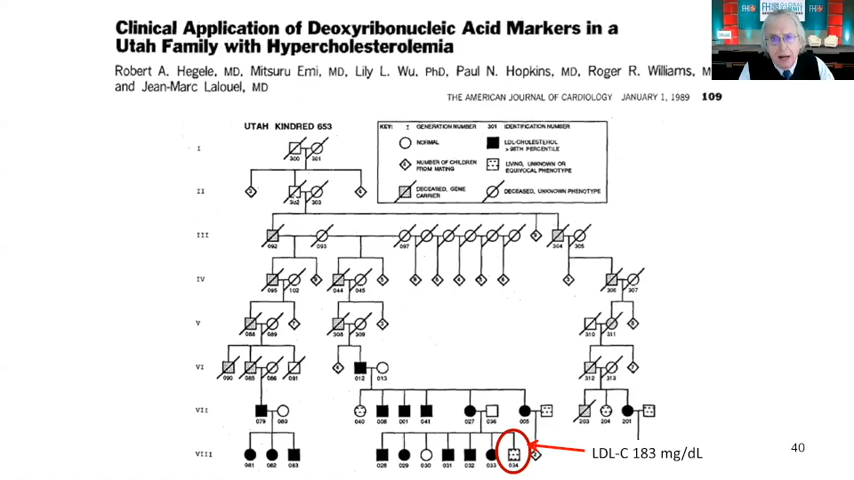 Clinical Application of Deoxyribonucleic Acid Markers in a
Utah Family with Hypercholesterolemia
Robert A. Hegele, MD, Mitsuru Emi, MD, Lily L. Wu, PhD, Paul N. Hopkins, MD, Roger R. Williams, M
and Jean-Marc Lalouel, MD
THE AMERICAN JOURNAL OF CARDIOLOGY JANUARY 1, 1989 109
UTAH KINDRED 653
KEY: I GENERATION NUMBER 301 IDENTIFICATION NUMBER
NORMAL LDL-CHOLESTEROL
NUMBER OF CHILDREN FROM MATING LIVING, UNKNOWN OR EQUIVOCAL PHENOTYPE
DECEASED, GENE CARRIER DECEASED, UNKNOWN PHENOTYPE
I
300 301
II
302 303
III
092 093 097 304 305
IV
095 102 044 045 306 307
V
088 089 308 309 310 311
VI
090 085 086 091 012 013 312 313
VII
079 080 040 008 001 041 027 036 005 203 204 201
VIII
081 082 083 028 029 030 031 032 033 034
LDL-C 183 mg/dL
40
FH
FH